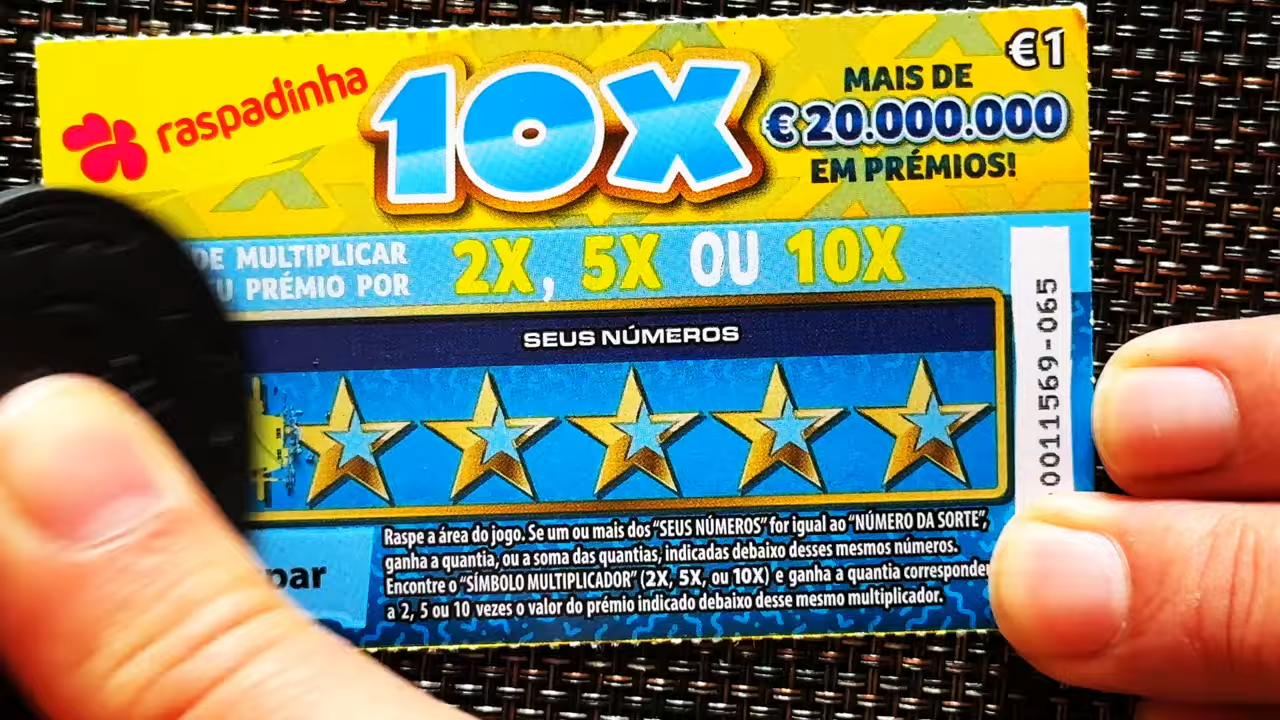 raspadinha
10X
€1
MAIS DE
€20.000.000
EM PRÉMIOS!
DE MULTIPLICAR
PRÉMIO POR
2X, 5X OU 10X
SEUS NÚMEROS
0011569-065
Raspe a área do jogo. Se um ou mais dos "SEUS NÚMEROS" for igual ao "NÚMERO DA SORTE",
ganha a quantia, ou a soma das quantias, indicadas debaixo desses mesmos números.
Encontre o "SÍMBOLO MULTIPLICADOR" (2X, 5X, ou 10X) e ganha a quantia
a 2, 5 ou 10 vezes o valor do prémio indicado debaixo desse mesmo multiplicador.